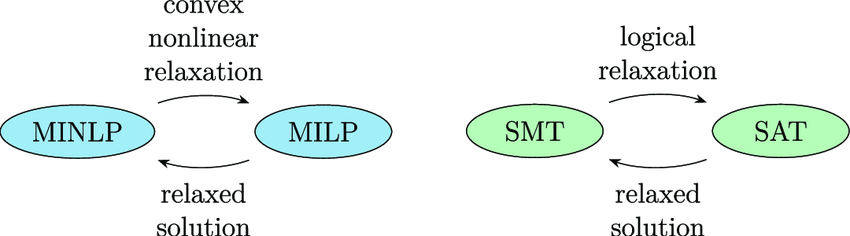 convex
nonlinear
relaxation
MINLP
MILP
relaxed
solution
logical
relaxation
SMT
SAT
relaxed
solution